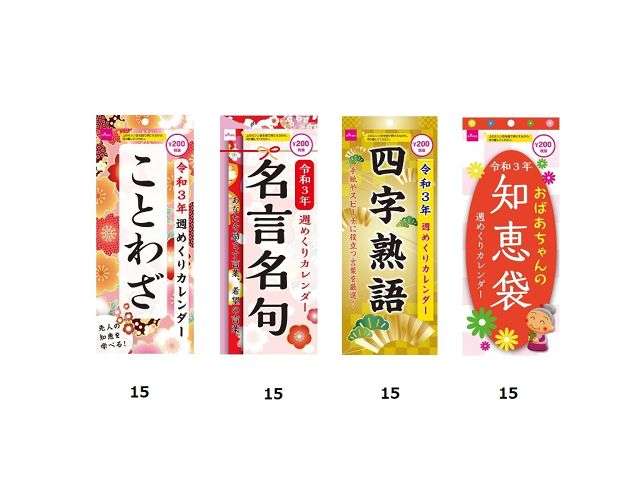 ¥200
ことわざ
令和3年
週めくりカレンダー
先人の
知恵を
学べる!
15
¥200
名言名句
令和3年
週めくりカレンダー
15
¥200
四字熟語
令和3年
週めくりカレンダー
手紙やスピーチに役立つ言葉を厳選!
15
¥200
令和3年
おばあちゃんの
知恵袋
週めくりカレンダー
15